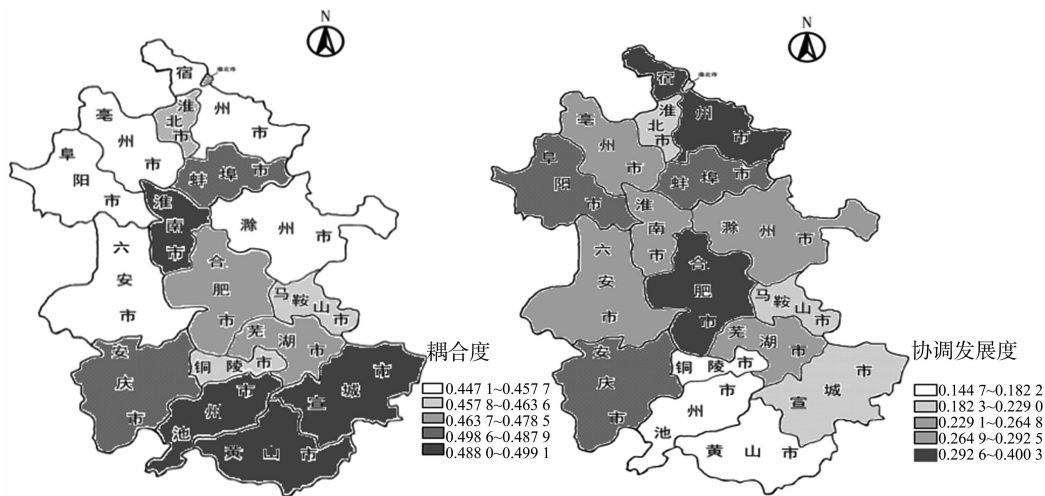 N
宿州市
淮北市
淮北市
亳州市
阜阳市
蚌埠市
淮南市
滁州市
六安市
合肥市
马鞍山市
芜湖市
铜陵市
安庆市
池州市
宣城市
黄山市
耦合度
0.447 1~0.457 7
0.457 8~0.463 6
0.463 7~0.478 5
0.498 6~0.487 9
0.488 0~0.499 1
N
宿州市
淮北市
淮北市
亳州市
阜阳市
蚌埠市
淮南市
滁州市
六安市
合肥市
马鞍山市
芜湖市
铜陵市
安庆市
池州市
宣城市
黄山市
协调发展度
0.144 7~0.182 2
0.182 3~0.229 0
0.229 1~0.264 8
0.264 9~0.292 5
0.292 6~0.400 3